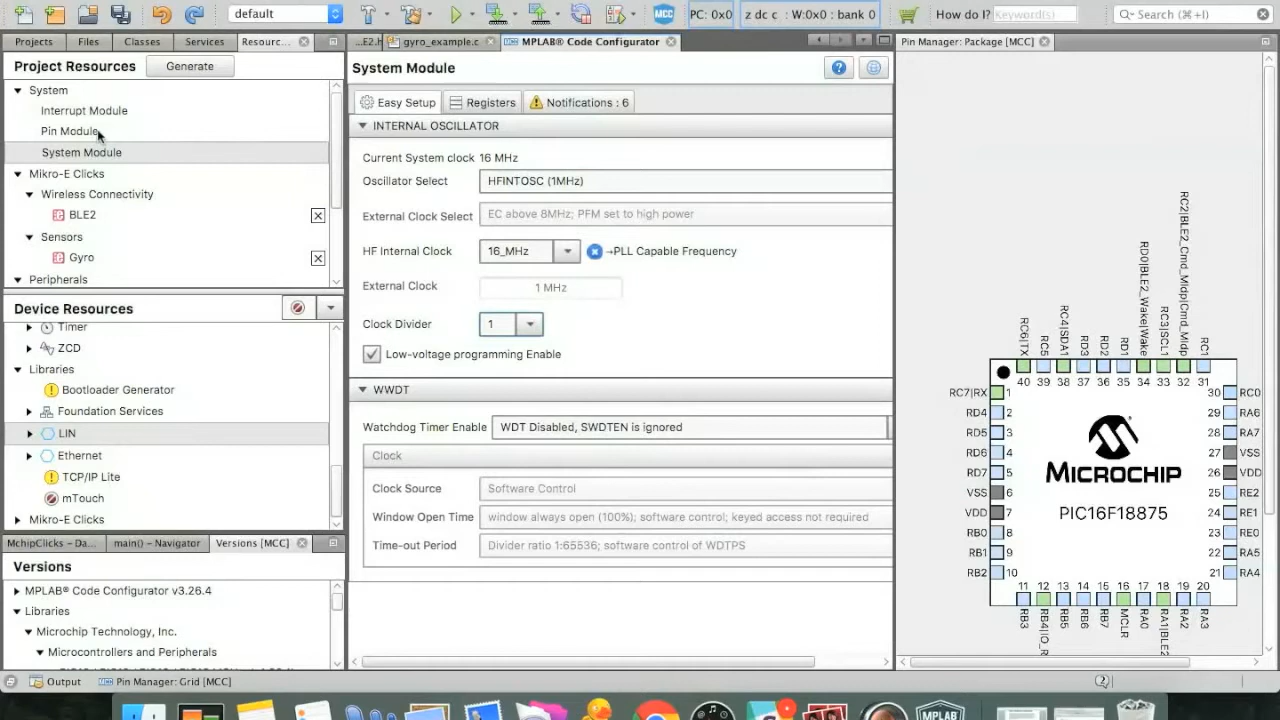 default
PC: 0x0
z dc c : W:0x0 : bank 0
How do I?
Keyword(s)
Search (⌘+I)
Projects
Files
Classes
Services
Resourc...
...E2.H
gyro_example.c
MPLAB® Code Configurator
Pin Manager: Package [MCC]
Project Resources
Generate
System
Interrupt Module
Pin Module
System Module
Mikro-E Clicks
Wireless Connectivity
BLE2
Sensors
Gyro
Peripherals
Device Resources
Timer
ZCD
Libraries
Bootloader Generator
Foundation Services
LIN
Ethernet
TCP/IP Lite
mTouch
Mikro-E Clicks
MchipClicks – Da...
main() – Navigator
Versions [MCC]
Versions
MPLAB® Code Configurator v3.26.4
Libraries
Microchip Technology, Inc.
Microcontrollers and Peripherals
System Module
Easy Setup
Registers
Notifications : 6
INTERNAL OSCILLATOR
Current System clock 16 MHz
Oscillator Select HFINTOSC (1MHz)
External Clock Select EC above 8MHz; PFM set to high power
HF Internal Clock 16_MHz →PLL Capable Frequency
External Clock 1 MHz
Clock Divider 1
Low-voltage programming Enable
WWDT
Watchdog Timer Enable WDT Disabled, SWDTEN is ignored
Clock
Clock Source Software Control
Window Open Time window always open (100%); software control; keyed access not required
Time-out Period Divider ratio 1:65536; software control of WDTPS
RC6|TX
RC5
RC4|SDA1
RD3
RD2
RD1
RD0|BLE2_Wake|Wake
RC3|SCL1
RC2|BLE2_Cmd_Mldp|Cmd_Mldp
RC1
40 39 38 37 36 35 34 33 32 31
RC7|RX 1
RD4 2
RD5 3
RD6 4
RD7 5
VSS 6
VDD 7
RB0 8
RB1 9
RB2 10
MICROCHIP
PIC16F18875
30 RC0
29 RA6
28 RA7
27 VSS
26 VDD
25 RE2
24 RE1
23 RE0
22 RA5
21 RA4
11 12 13 14 15 16 17 18 19 20
RB3
RB4|IO_R
RB5
RB6
RB7
MCLR
RA0
RA1|BLE2
RA2
RA3
Output
Pin Manager: Grid [MCC]
MPLAB